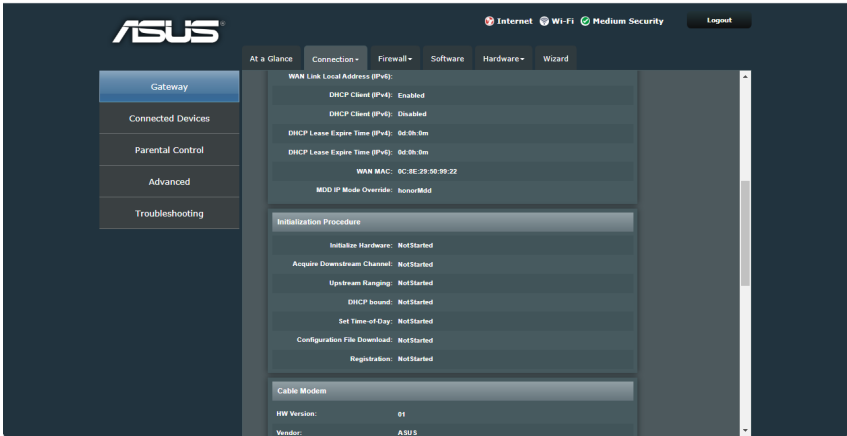 ASUS
Internet Wi-Fi Medium Security Logout
At a Glance Connection Firewall Software Hardware Wizard
Gateway
Connected Devices
Parental Control
Advanced
Troubleshooting
WAN Link Local Address (IPv6):
DHCP Client (IPv4): Enabled
DHCP Client (IPv6): Disabled
DHCP Lease Expire Time (IPv4): 0d:0h:0m
DHCP Lease Expire Time (IPv6): 0d:0h:0m
WAN MAC: 0C:8E:29:50:99:22
MDD IP Mode Override: honorMdd
Initialization Procedure
Initialize Hardware: NotStarted
Acquire Downstream Channel: NotStarted
Upstream Ranging: NotStarted
DHCP bound: NotStarted
Set Time-of-Day: NotStarted
Configuration File Download: NotStarted
Registration: NotStarted
Cable Modem
HW Version: 01
Vendor: ASUS